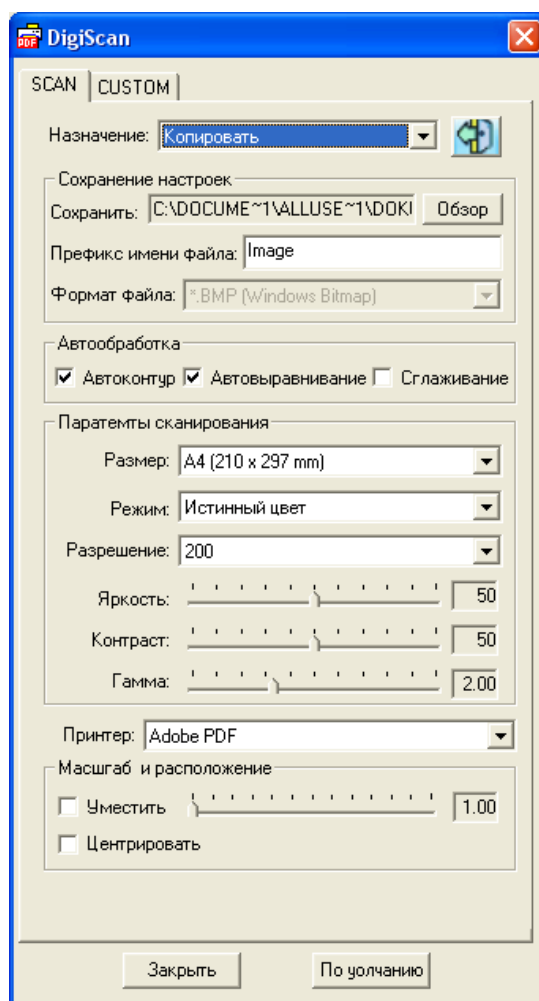 DigiScan
SCAN CUSTOM
Назначение: Копировать
Сохранение настроек
Сохранить: C:\DOCUME~1\ALLUSE~1\DOKU Обзор
Префикс имени файла: Image
Формат файла: *.BMP (Windows Bitmap)
Автообработка
Автоконтур Автовыравнивание Сглаживание
Паратемты сканирования
Размер: A4 (210 x 297 mm)
Режим: Истинный цвет
Разрешение: 200
Яркость: 50
Контраст: 50
Гамма: 2.00
Принтер: Adobe PDF
Масштаб и расположение
Уместить 1.00
Центрировать
Закрыть По уолчанию